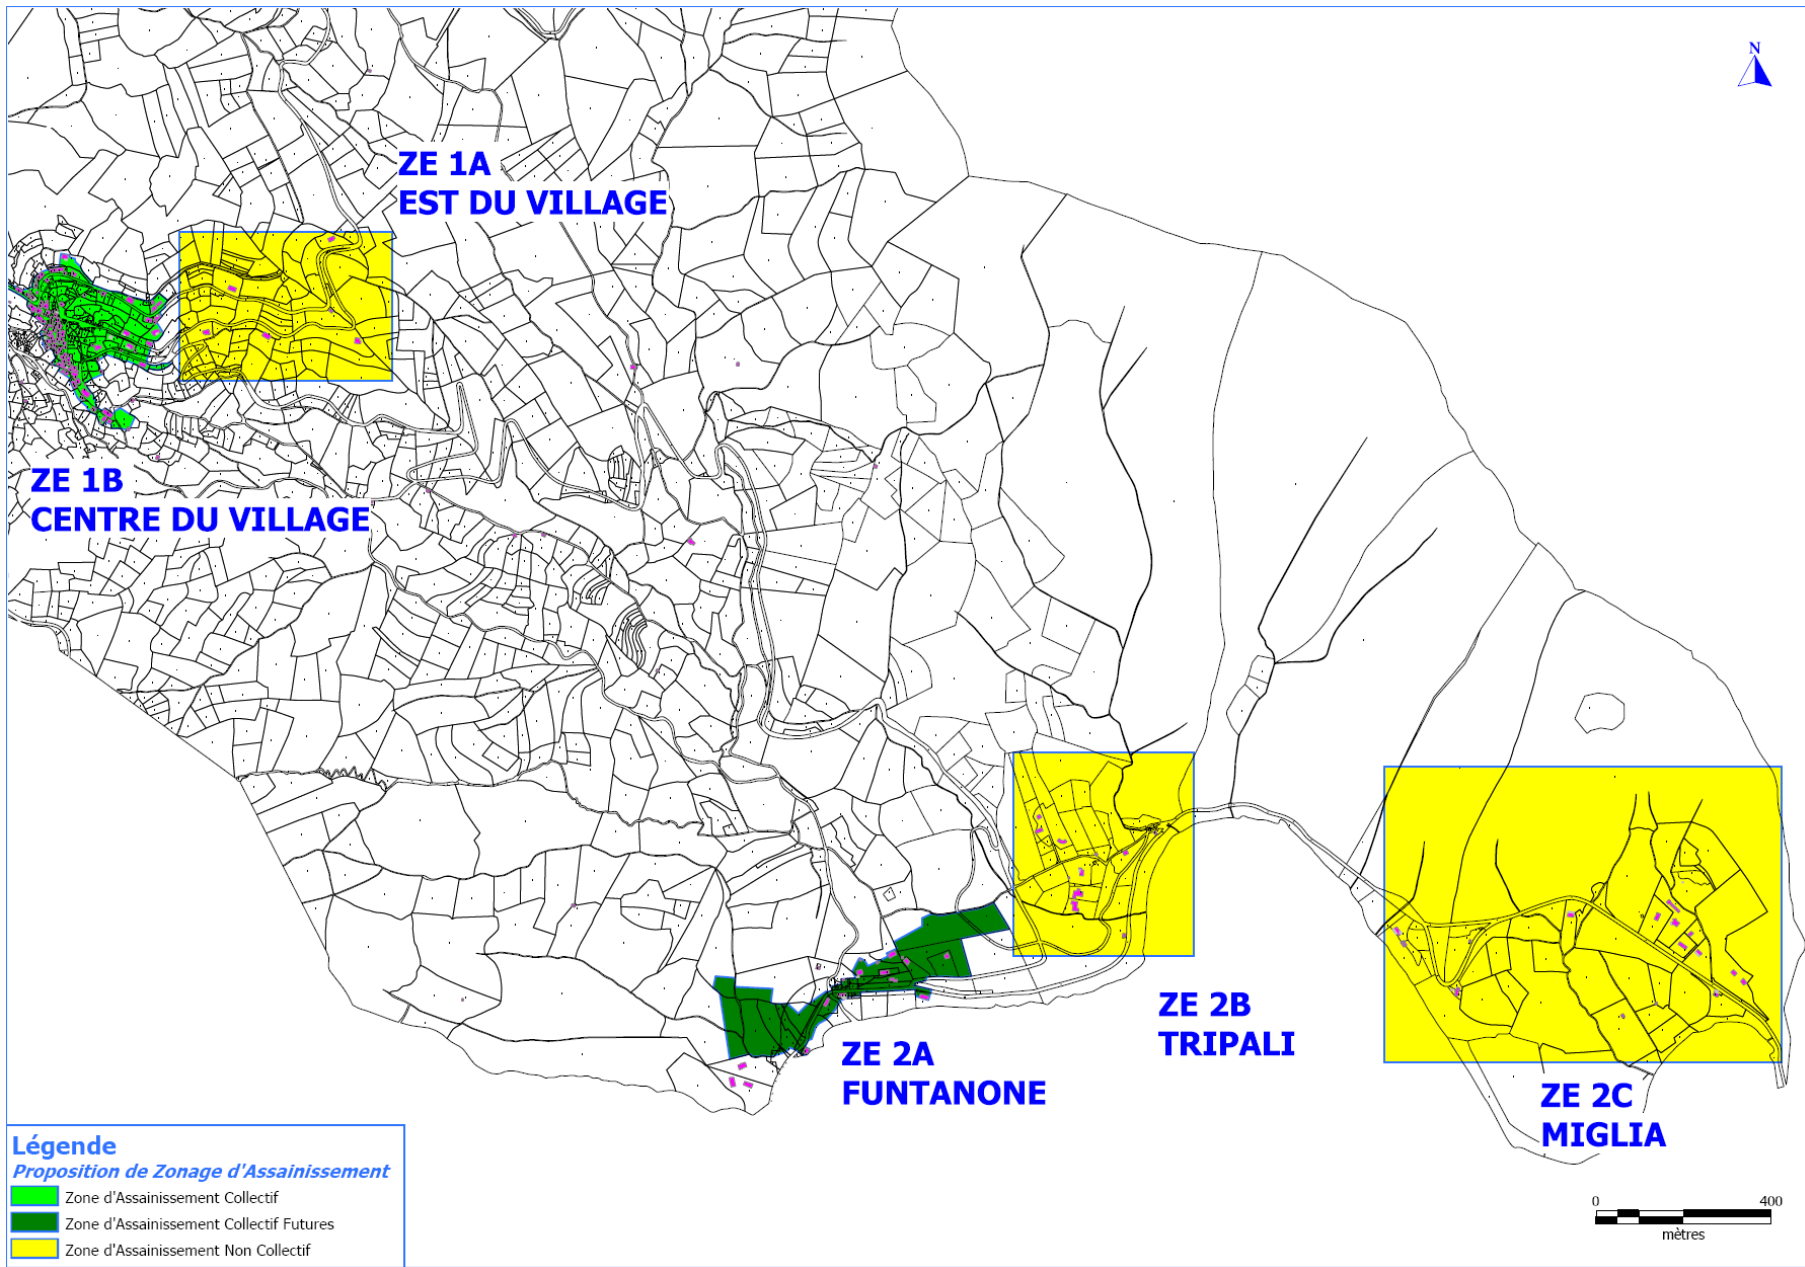 N
ZE 1A
EST DU VILLAGE
ZE 1B
CENTRE DU VILLAGE
ZE 2B
TRIPALI
ZE 2A
FUNTANONE
ZE 2C
MIGLIA
Légende
Proposition de Zonage d'Assainissement
Zone d'Assainissement Collectif
Zone d'Assainissement Collectif Futures
Zone d'Assainissement Non Collectif
0 400
mètres